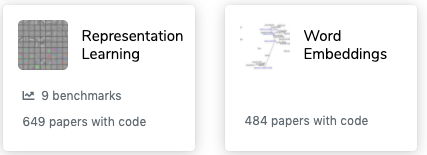 Representation
Learning
9 benchmarks
649 papers with code
Word
Embeddings
484 papers with code